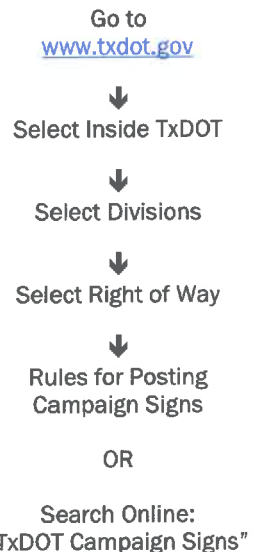 Go to
www.txdot.gov
Select Inside TxDOT
Select Divisions
Select Right of Way
Rules for Posting
Campaign Signs
OR
Search Online:
TxDOT Campaign Signs"